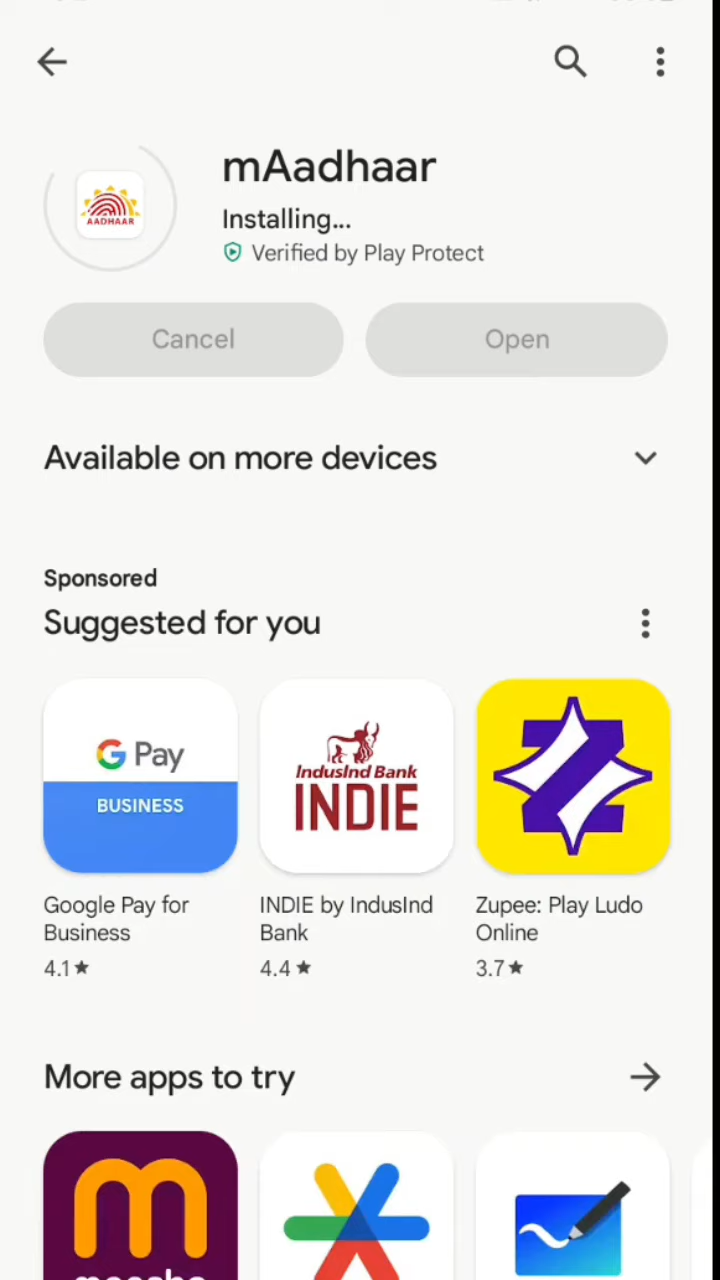 mAadhaar
AADHAAR
Installing...
Verified by Play Protect
Cancel
Open
Available on more devices
Sponsored
Suggested for you
G Pay
BUSINESS
IndusInd Bank
INDIE
Google Pay for
Business
4.1★
INDIE by IndusInd
Bank
4.4★
Zupee: Play Ludo
Online
3.7★
More apps to try